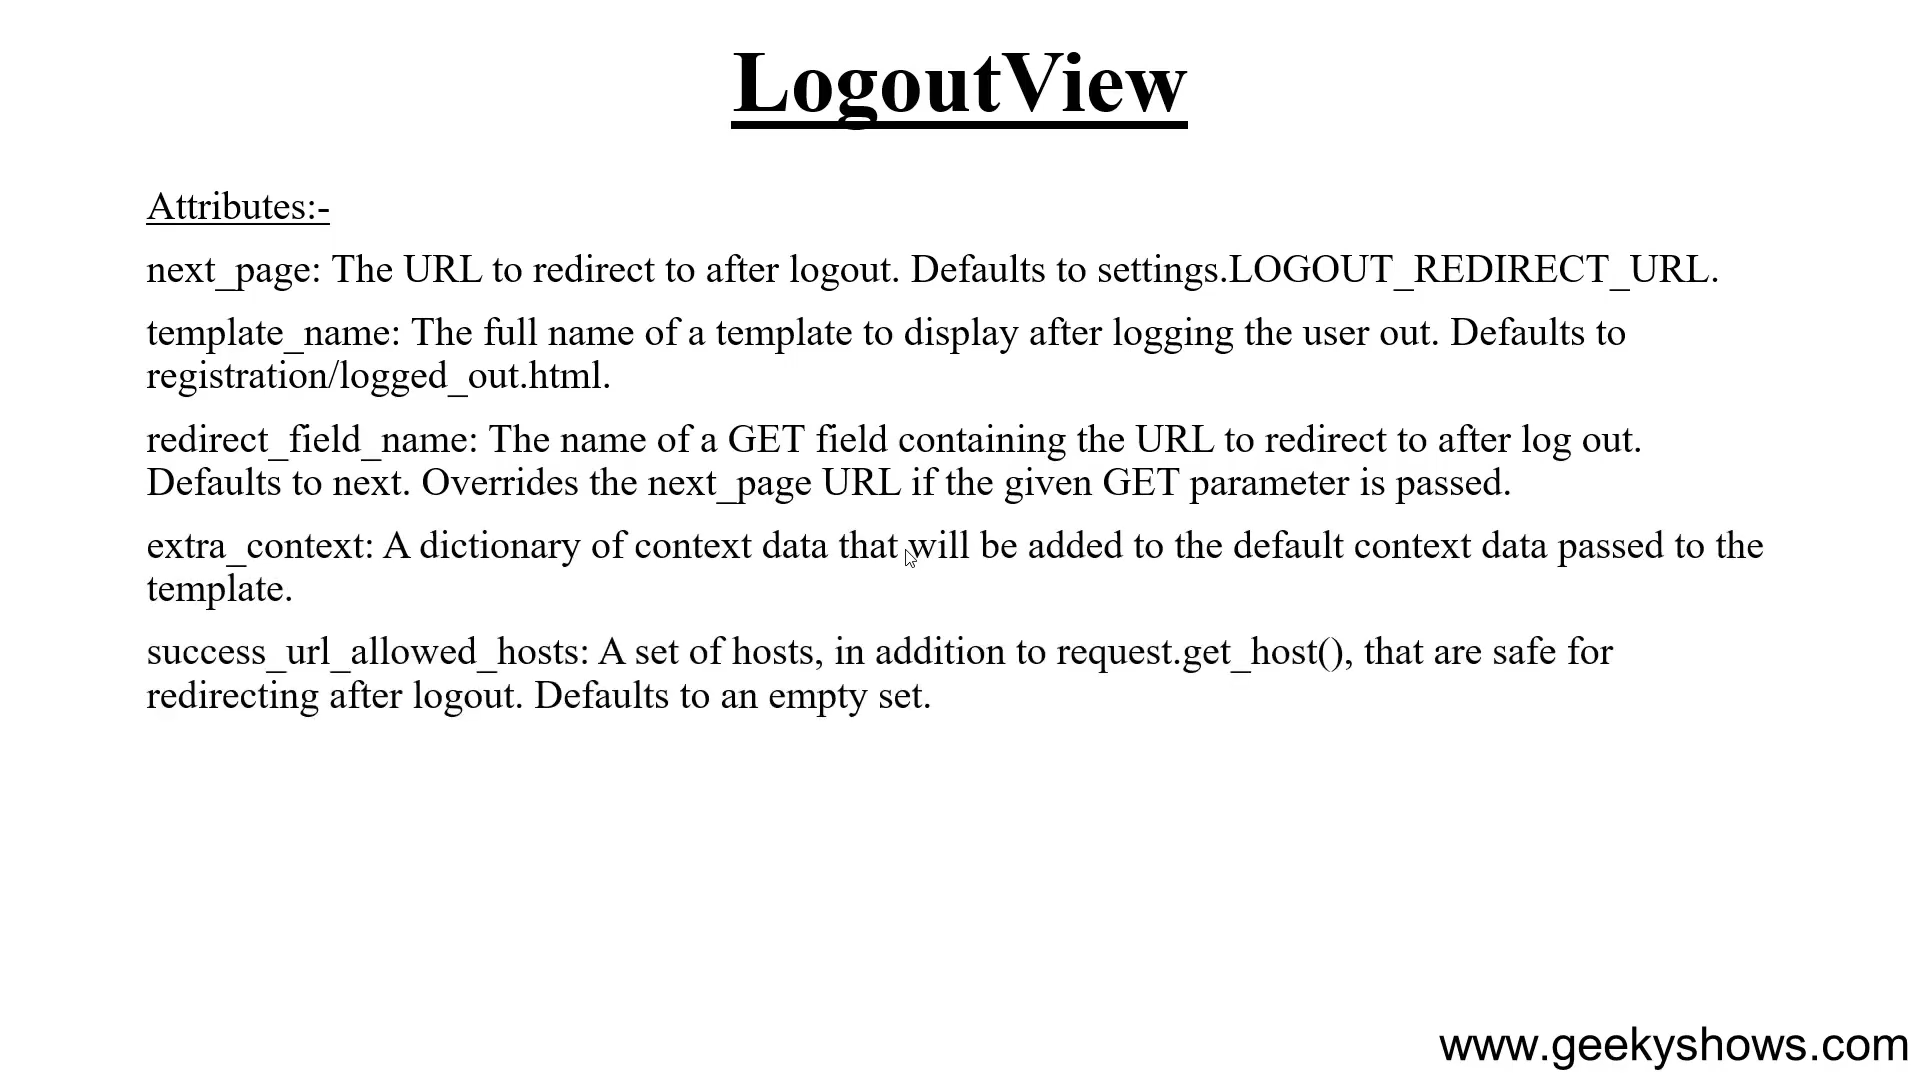 LogoutView
Attributes:-
next_page: The URL to redirect to after logout. Defaults to settings.LOGOUT_REDIRECT_URL.
template_name: The full name of a template to display after logging the user out. Defaults to
registration/logged_out.html.
redirect_field_name: The name of a GET field containing the URL to redirect to after log out.
Defaults to next. Overrides the next_page URL if the given GET parameter is passed.
extra_context: A dictionary of context data that will be added to the default context data passed to the
template.
success_url_allowed_hosts: A set of hosts, in addition to request.get_host(), that are safe for
redirecting after logout. Defaults to an empty set.
www.geekyshows.com